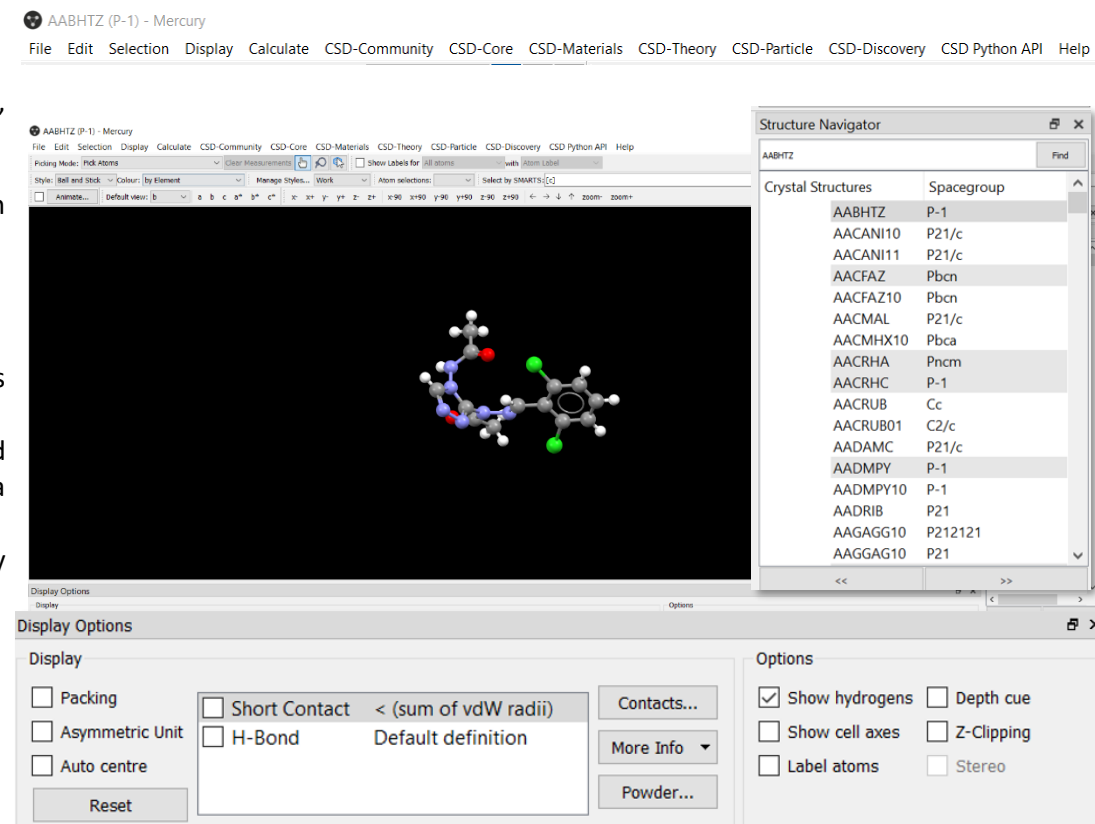 AABHTZ (P-1) - Mercury
File Edit Selection Display Calculate CSD-Community CSD-Core CSD-Materials CSD-Theory CSD-Particle CSD-Discovery CSD Python API Help
,
n
s
d
a
y
AABHTZ (P-1) - Mercury
File Edit Selection Display Calculate CSD-Community CSD-Core CSD-Materials CSD-Theory CSD-Particle CSD-Discovery CSD Python API Help
Picking Mode: Pick Atoms Clear Measurements Show Labels for All atoms with Atom Label
Style: Ball and Stick Colour: by Element Manage Styles... Work Atom selections: Select by SMARTS: [c]
Animate... Default view: b a b c a* b* c* x- x+ y- y+ z- z+ x-90 x+90 y-90 y+90 z-90 z+90 ← → ↓ ↑ zoom- zoom+
Structure Navigator
AABHTZ Find
Crystal Structures Spacegroup
AABHTZ P-1
AACANI10 P21/c
AACANI11 P21/c
AACFAZ Pbcn
AACFAZ10 Pbcn
AACMAL P21/c
AACMHX10 Pbca
AACRHA Pncm
AACRHC P-1
AACRUB Cc
AACRUB01 C2/c
AADAMC P21/c
AADMPY P-1
AADMPY10 P-1
AADRIB P21
AAGAGG10 P212121
AAGGAG10 P21
<< >>
Display Options
Display Options
Display Options
Display
Packing
Asymmetric Unit
Auto centre
Reset
Short Contact < (sum of vdW radii)
H-Bond Default definition
Contacts...
More Info
Powder...
Options
Show hydrogens Depth cue
Show cell axes Z-Clipping
Label atoms Stereo